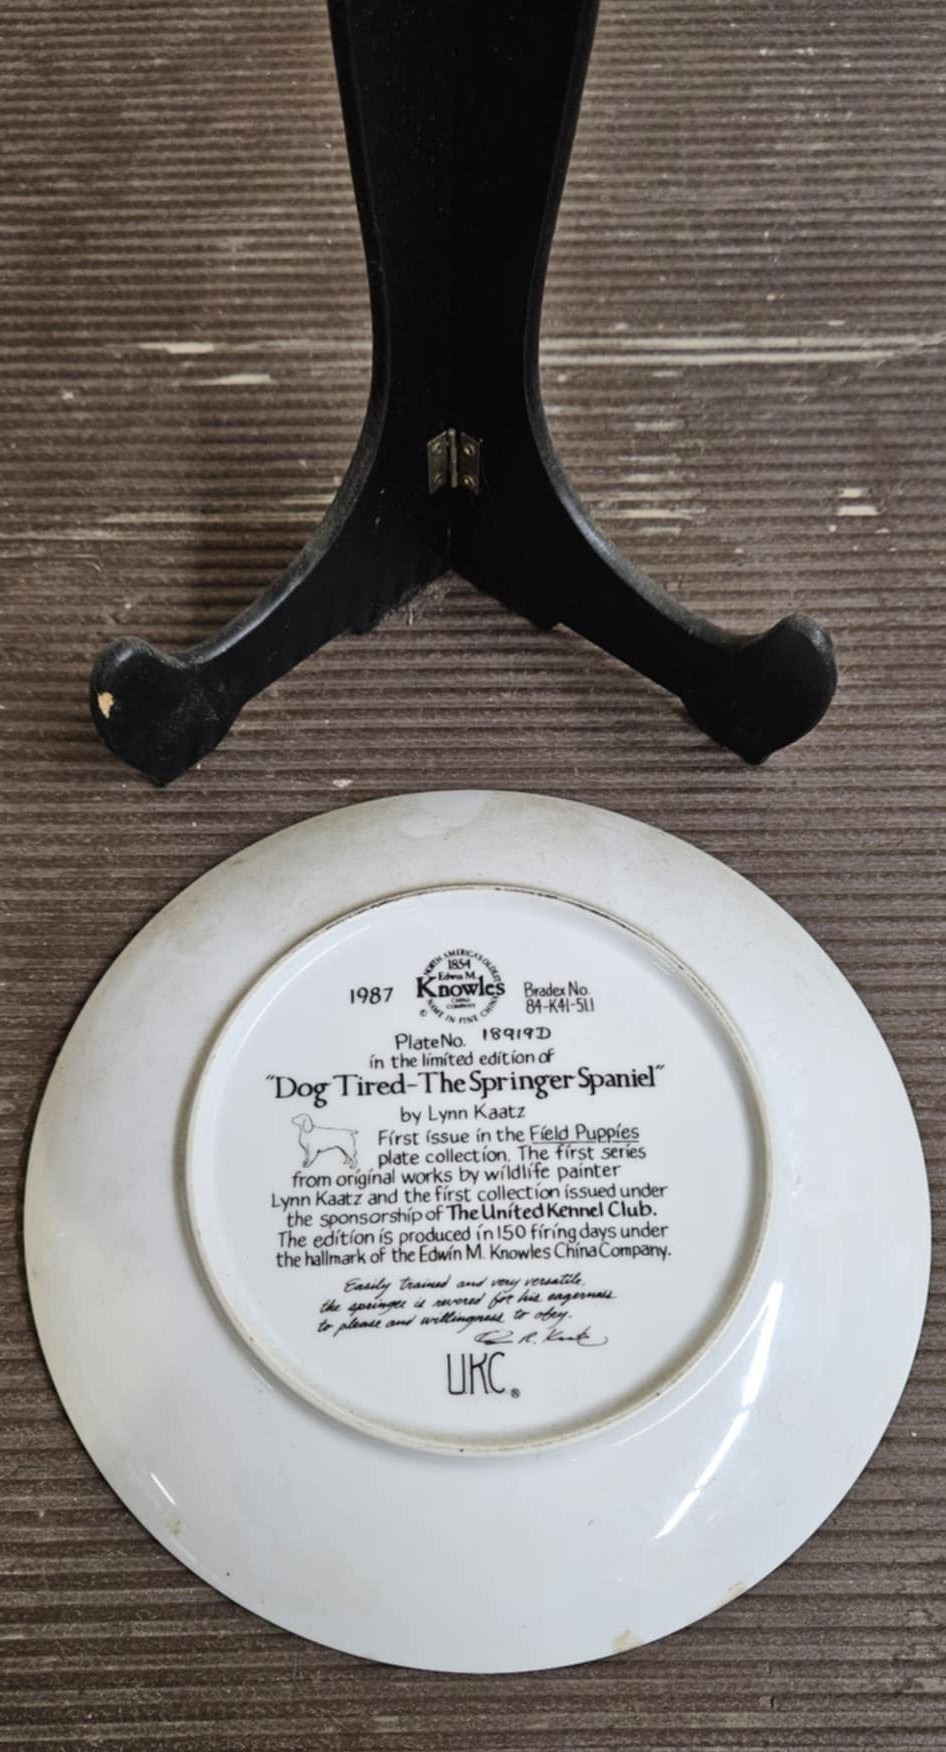 1987
NORTH AMERICA'S OLDEST
1854
Edwin M.
Knowles
CHINA
COMPANY
NAME IN FINE CHINA
©
Bradex No.
84-K41-5.1.1
Plate No. 18919D
in the limited edition of
"Dog Tired-The Springer Spaniel"
by Lynn Kaatz
First issue in the Field Puppies
plate collection. The first series
from original works by wildlife painter
Lynn Kaatz and the first collection issued under
the sponsorship of The United Kennel Club.
The edition is produced in 150 firing days under
the hallmark of the Edwin M. Knowles China Company.
Easily trained and very versatile,
the springer is revered for his eagerness
to please and willingness to obey.
R. Kaatz
UKC®